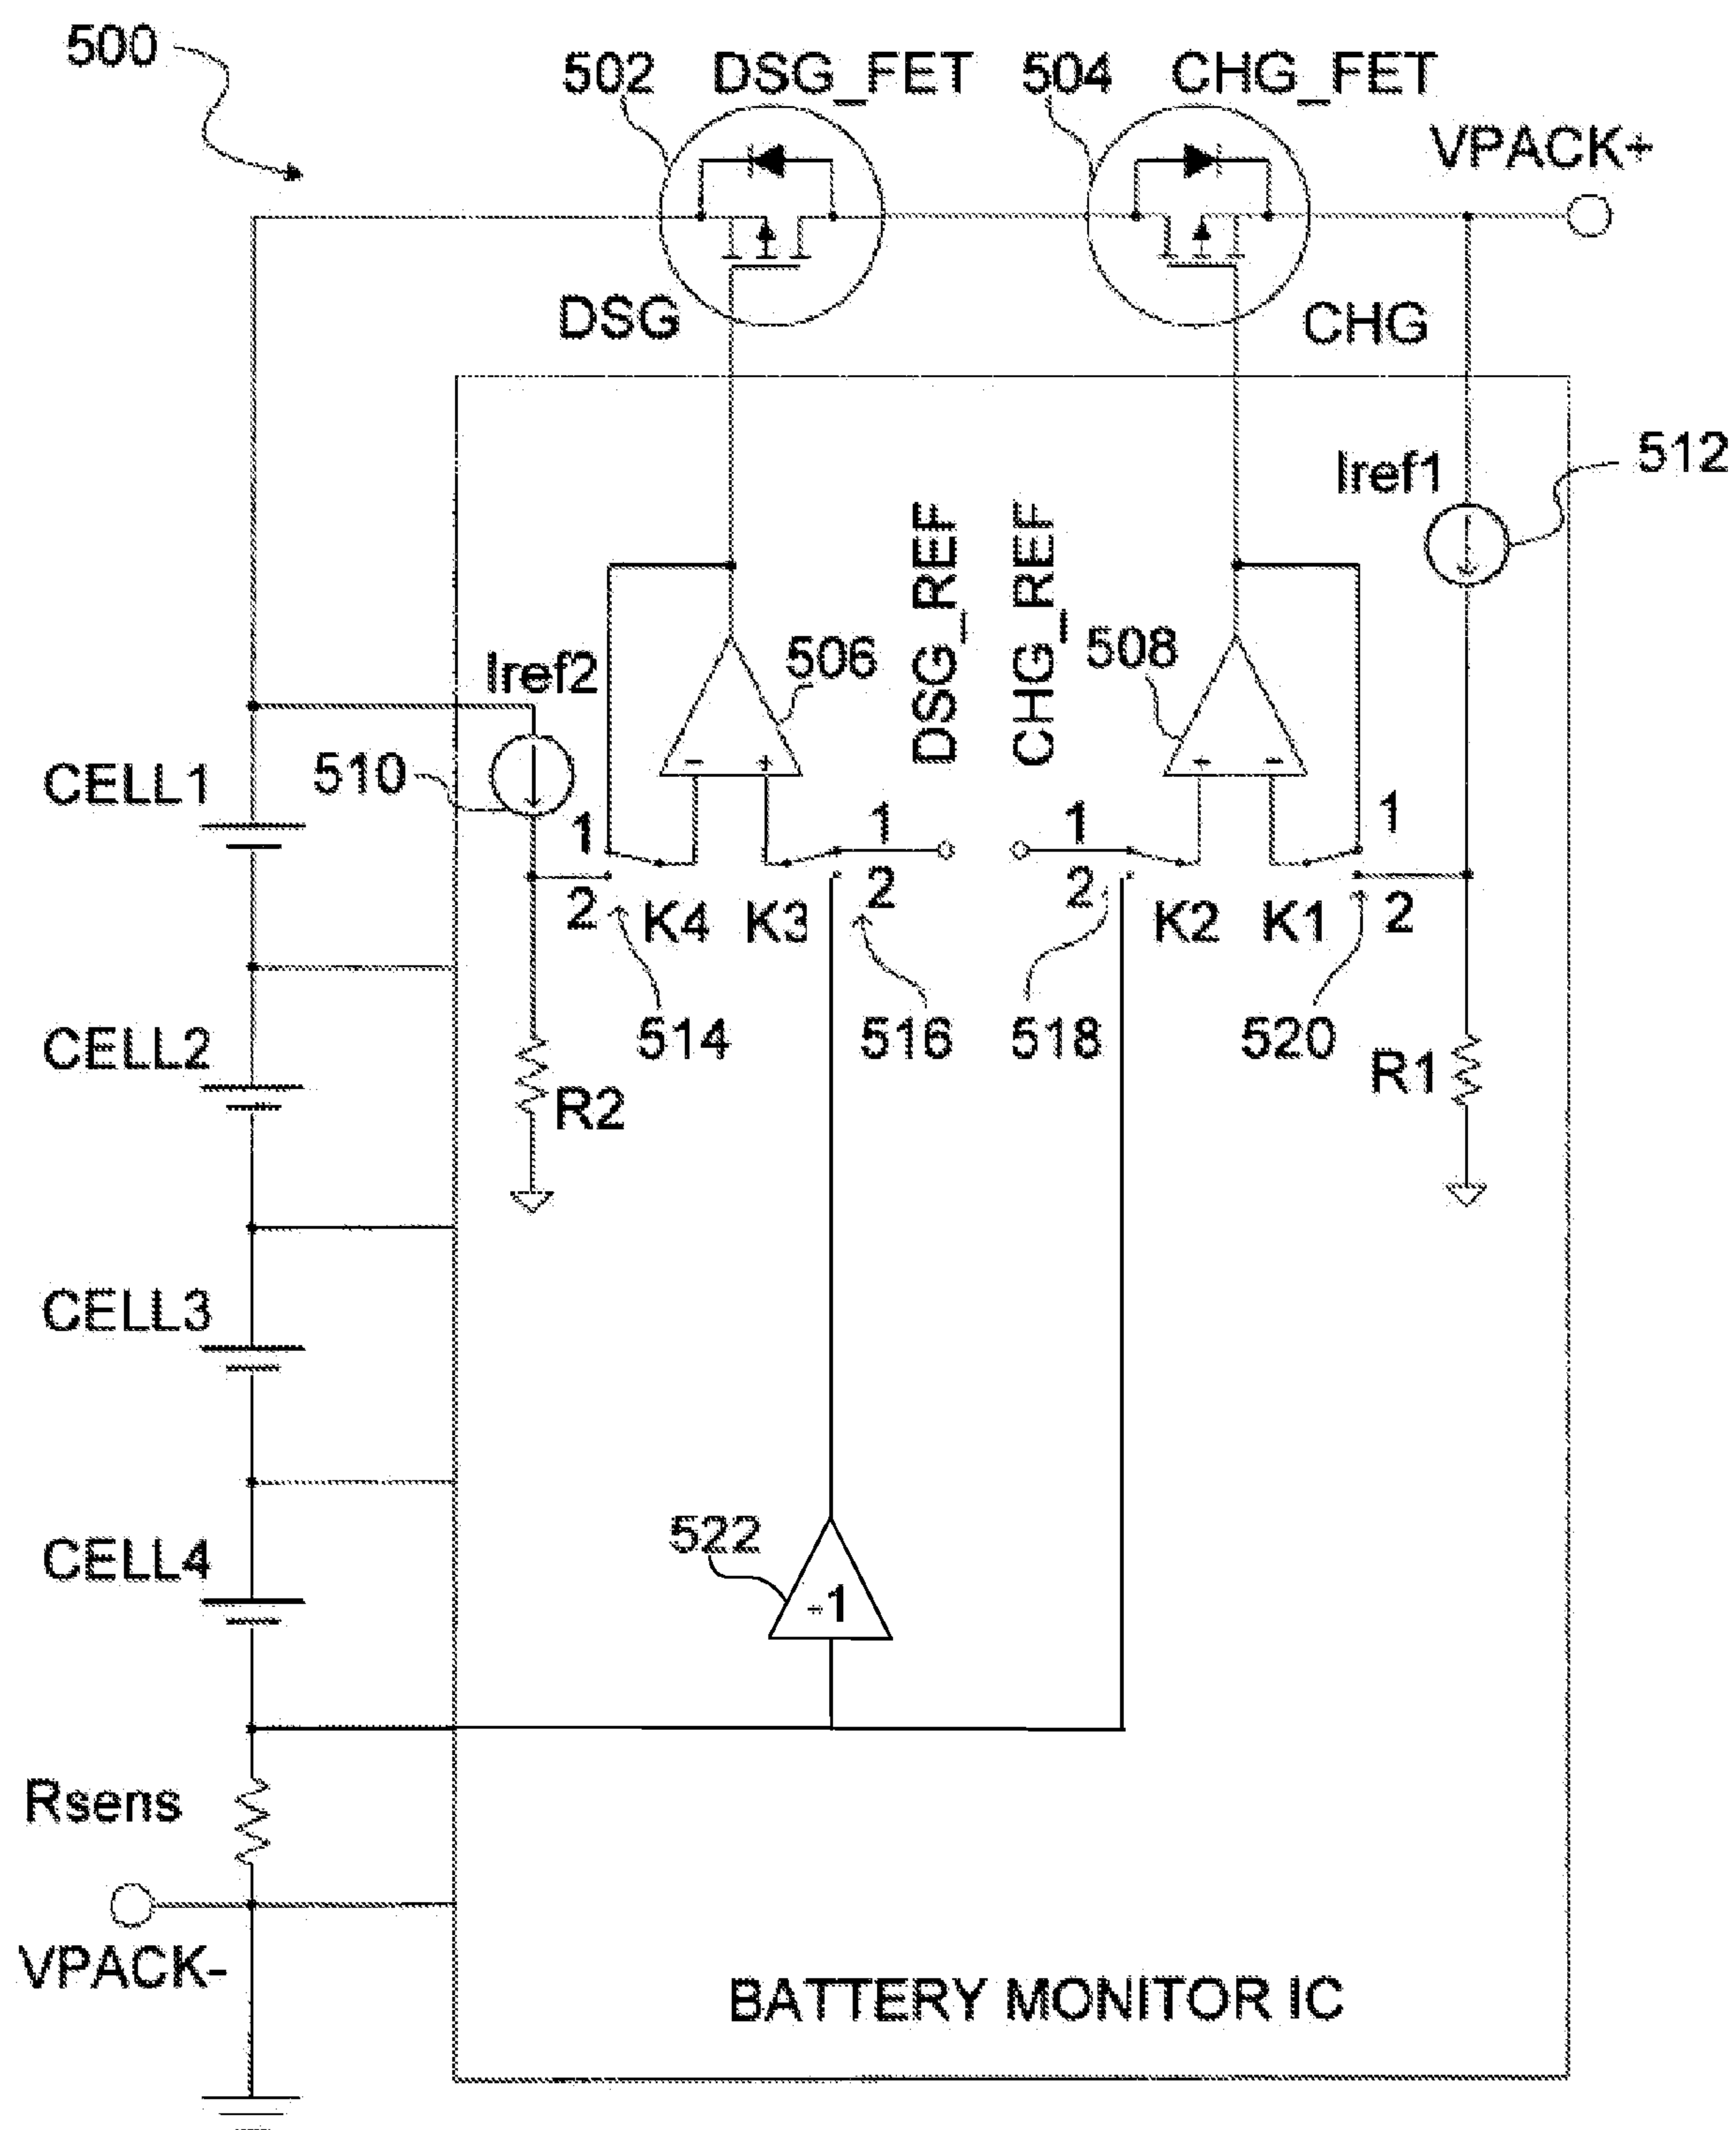 500
502 DSG_FET
504 CHG_FET
VPACK+
DSG
CHG
Iref1
512
DSG_REF
CHG_REF
Iref2
506
508
510
CELL1
-
+
+
-
1
2
1
2
1
2
1
2
K4
K3
K2
K1
514
516
518
520
CELL2
R2
R1
CELL3
CELL4
522
÷1
Rsens
VPACK-
BATTERY MONITOR IC